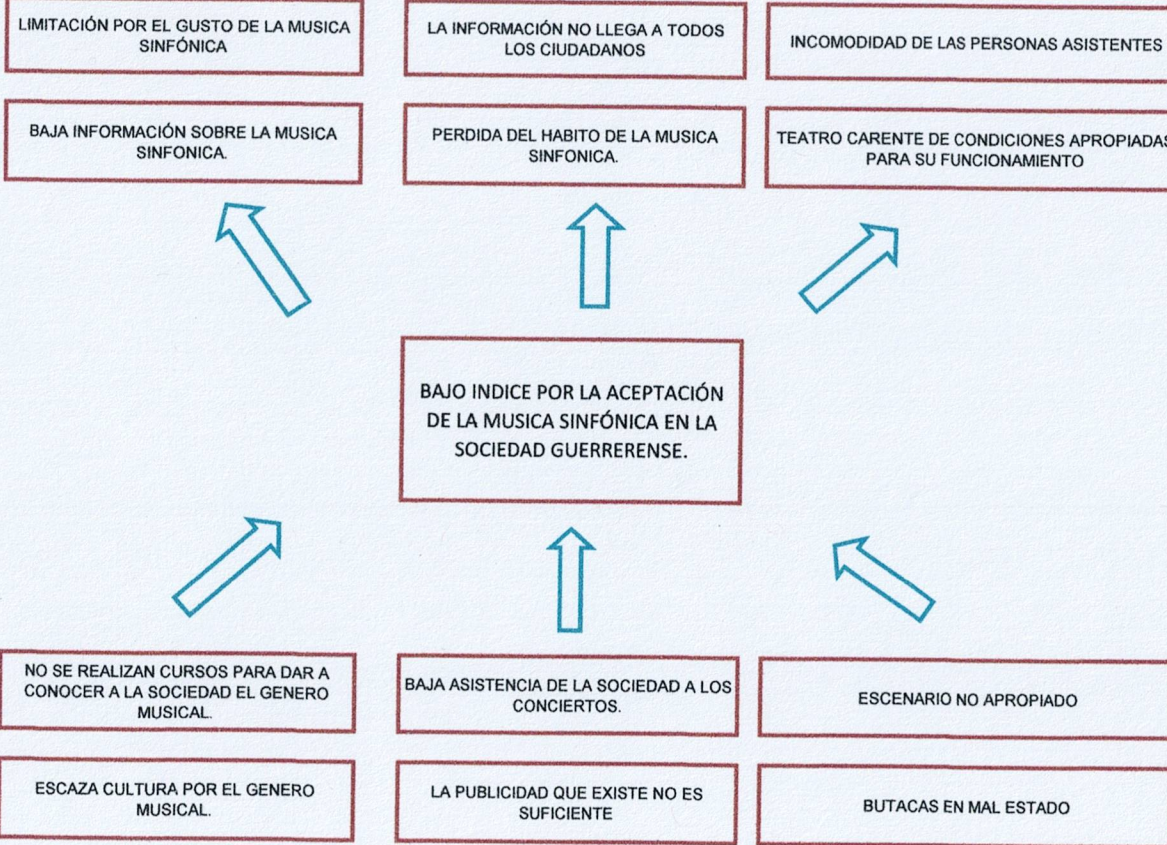 LIMITACIÓN POR EL GUSTO DE LA MUSICA
SINFÓNICA
LA INFORMACIÓN NO LLEGA A TODOS
LOS CIUDADANOS
INCOMODIDAD DE LAS PERSONAS ASISTENTES
BAJA INFORMACIÓN SOBRE LA MUSICA
SINFONICA.
PERDIDA DEL HABITO DE LA MUSICA
SINFONICA.
TEATRO CARENTE DE CONDICIONES APROPIADAS
PARA SU FUNCIONAMIENTO
BAJO INDICE POR LA ACEPTACIÓN
DE LA MUSICA SINFÓNICA EN LA
SOCIEDAD GUERRERENSE.
NO SE REALIZAN CURSOS PARA DAR A
CONOCER A LA SOCIEDAD EL GENERO
MUSICAL.
BAJA ASISTENCIA DE LA SOCIEDAD A LOS
CONCIERTOS.
ESCENARIO NO APROPIADO
ESCAZA CULTURA POR EL GENERO
MUSICAL.
LA PUBLICIDAD QUE EXISTE NO ES
SUFICIENTE
BUTACAS EN MAL ESTADO